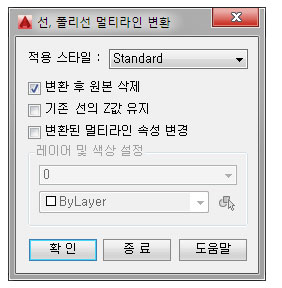 선, 폴리선 멀티라인 변환
적용 스타일 : Standard
변환 후 원본 삭제
기존 선의 Z값 유지
변환된 멀티라인 속성 변경
레이어 및 색상 설정
0
ByLayer
확 인 종 료 도움말